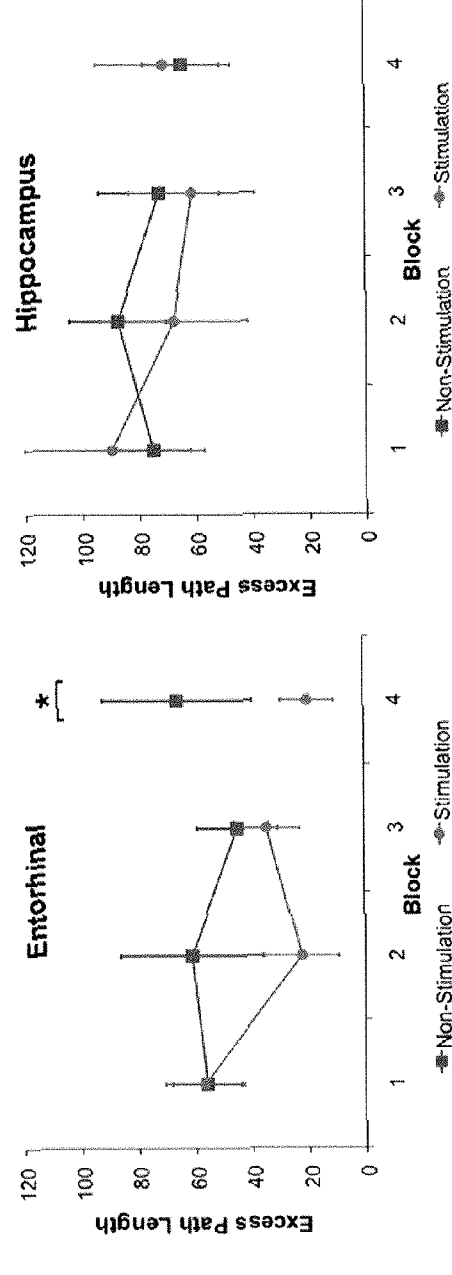 Entorhinal
*
Excess Path Length
120
100
80
60
40
20
0
1 2 3 4
Block
Non-Stimulation Stimulation
Hippocampus
Excess Path Length
120
100
80
60
40
20
0
1 2 3 4
Block
Non-Stimulation Stimulation